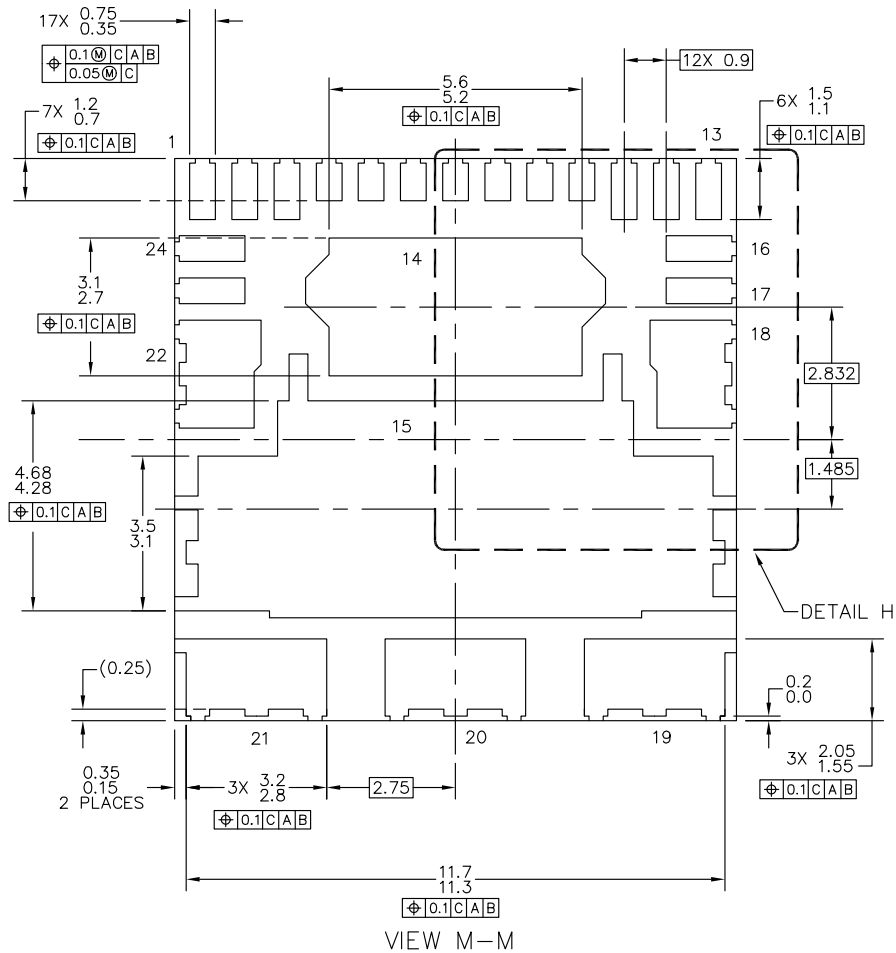 17X 0.75
0.35
⌖ 0.1Ⓜ C A B
0.05Ⓜ C
7X 1.2
0.7
⌖ 0.1 C A B
5.6
5.2
⌖ 0.1 C A B
12X 0.9
6X 1.5
1.1
⌖ 0.1 C A B
1
13
24
14
16
3.1
2.7
⌖ 0.1 C A B
17
22
18
2.832
15
1.485
4.68
4.28
⌖ 0.1 C A B
3.5
3.1
DETAIL H
(0.25)
0.2
0.0
21
20
19
3X 2.05
1.55
⌖ 0.1 C A B
0.35
0.15
2 PLACES
3X 3.2
2.8
⌖ 0.1 C A B
2.75
11.7
11.3
⌖ 0.1 C A B
VIEW M-M